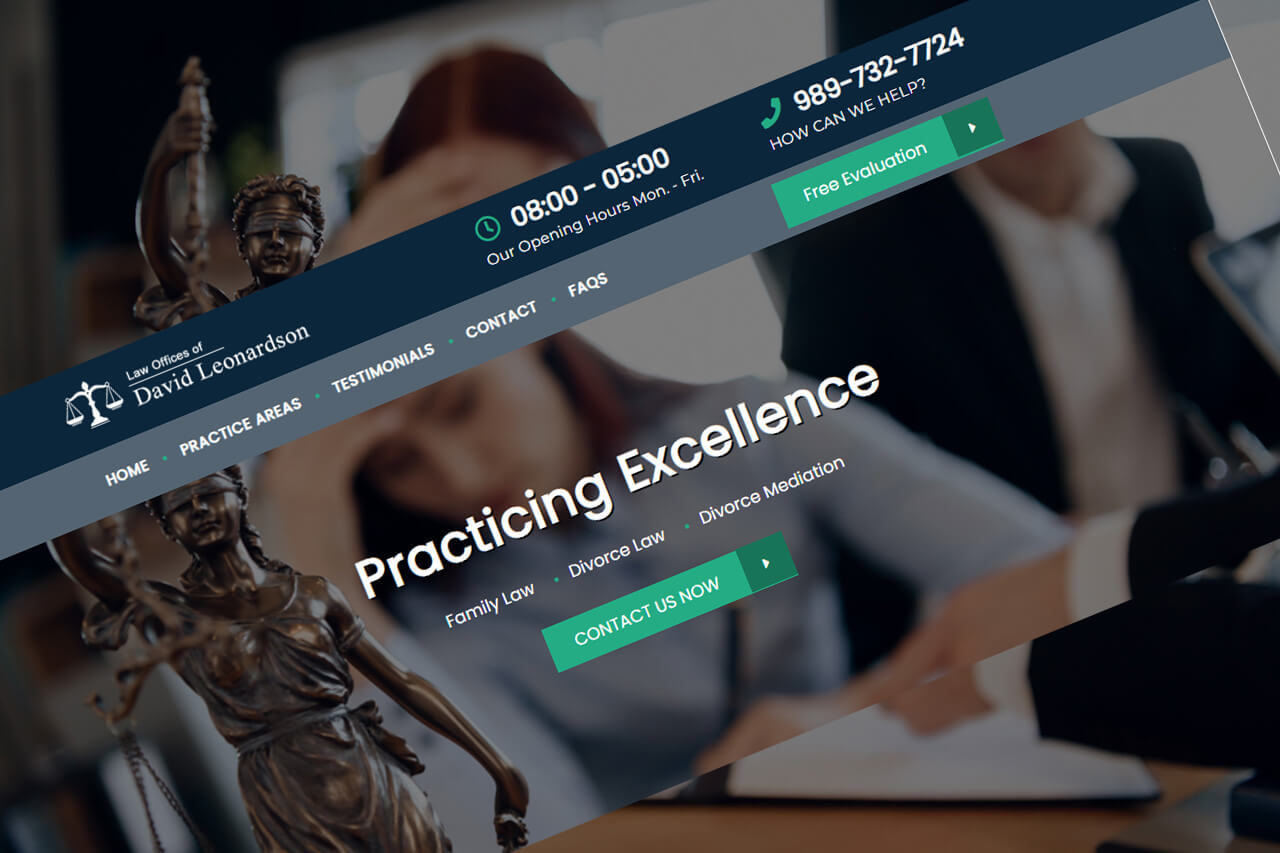 Law Offices of
David Leonardson
08:00 - 05:00
Our Opening Hours Mon. - Fri.
989-732-7724
HOW CAN WE HELP?
HOME • PRACTICE AREAS • TESTIMONIALS • CONTACT • FAQS
Free Evaluation
Practicing Excellence
Family Law • Divorce Law • Divorce Mediation
CONTACT US NOW